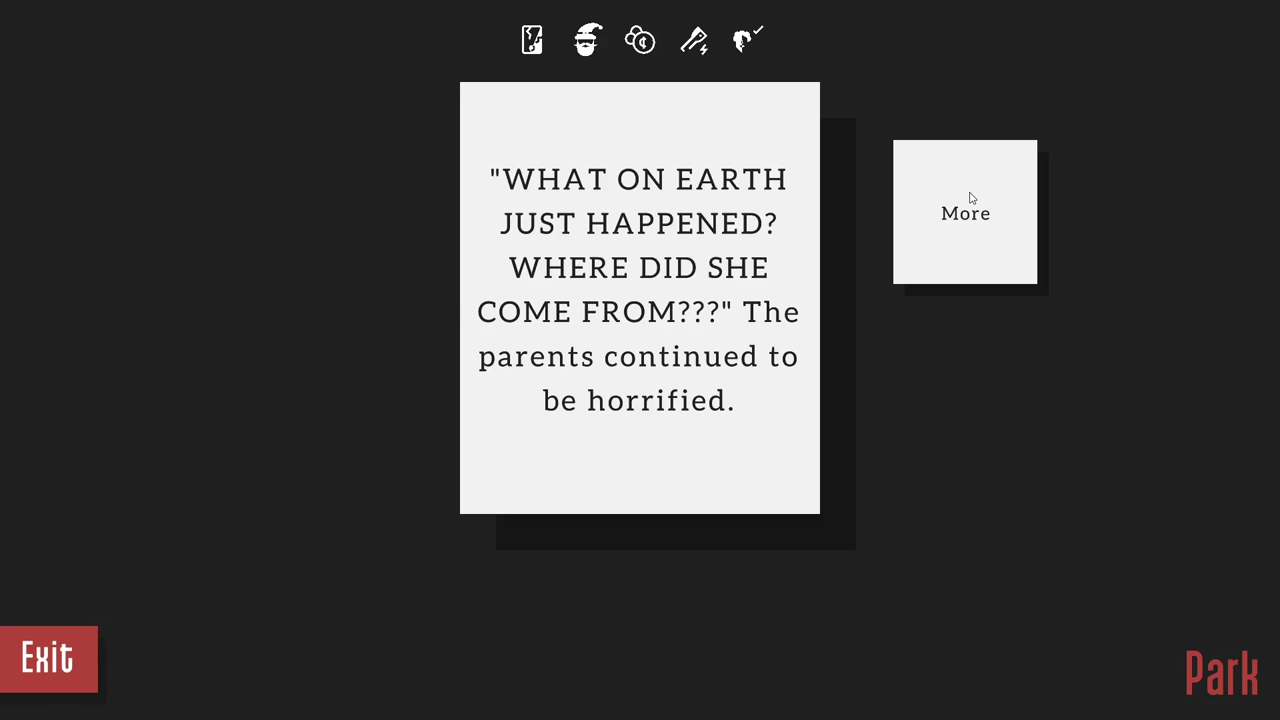 "WHAT ON EARTH
JUST HAPPENED?
WHERE DID SHE
COME FROM???" The
parents continued to
be horrified.
More
Exit
Park